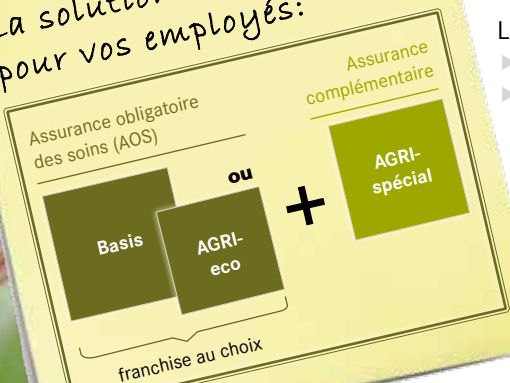 La solution
pour vos employés:
Assurance obligatoire
des soins (AOS)
Assurance
complémentaire
Basis
ou
AGRI-
eco
+
AGRI-
spécial
franchise au choix
L